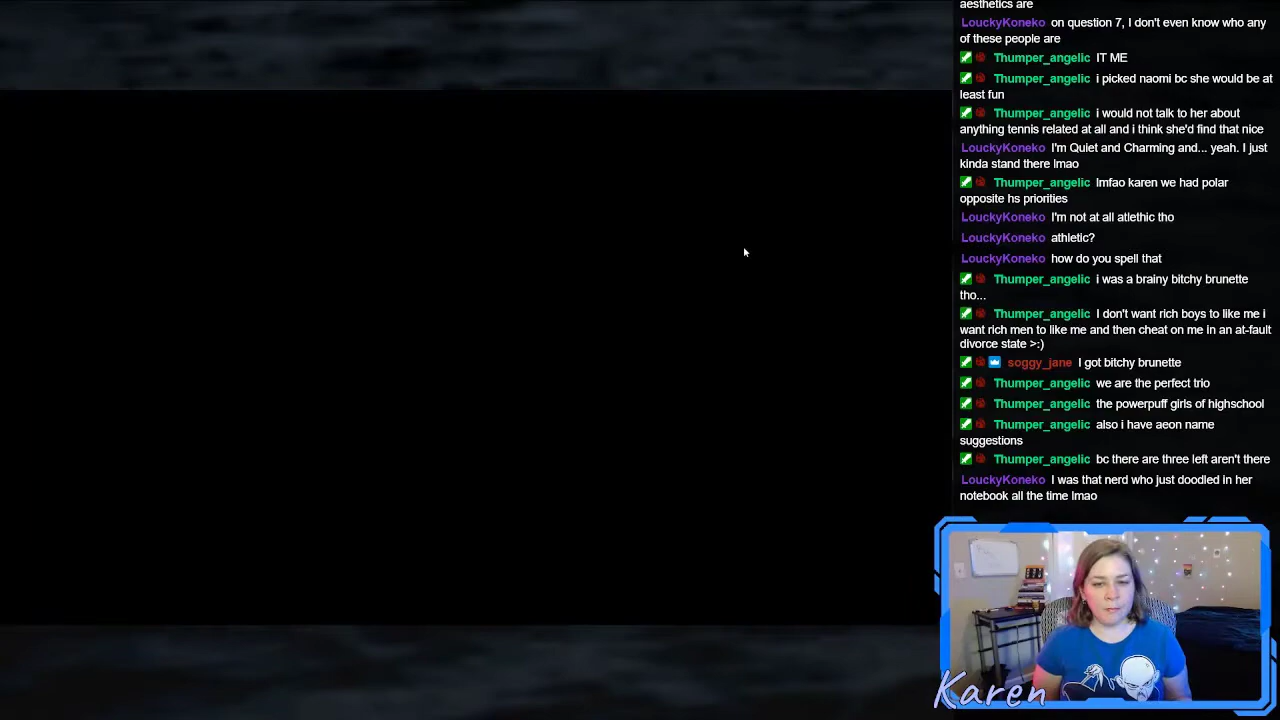 aesthetics are
LouckyKoneko on question 7, I don't even know who any
of these people are
Thumper_angelic IT ME
Thumper_angelic i picked naomi bc she would be at
least fun
Thumper_angelic i would not talk to her about
anything tennis related at all and i think she'd find that nice
LouckyKoneko I'm Quiet and Charming and... yeah. I just
kinda stand there lmao
Thumper_angelic lmfao karen we had polar
opposite hs priorities
LouckyKoneko I'm not at all atlethic tho
LouckyKoneko athletic?
LouckyKoneko how do you spell that
Thumper_angelic i was a brainy bitchy brunette
tho...
Thumper_angelic I don't want rich boys to like me i
want rich men to like me and then cheat on me in an at-fault
divorce state >:)
soggy_jane I got bitchy brunette
Thumper_angelic we are the perfect trio
Thumper_angelic the powerpuff girls of highschool
Thumper_angelic also i have aeon name
suggestions
Thumper_angelic bc there are three left aren't there
LouckyKoneko I was that nerd who just doodled in her
notebook all the time lmao
Karen